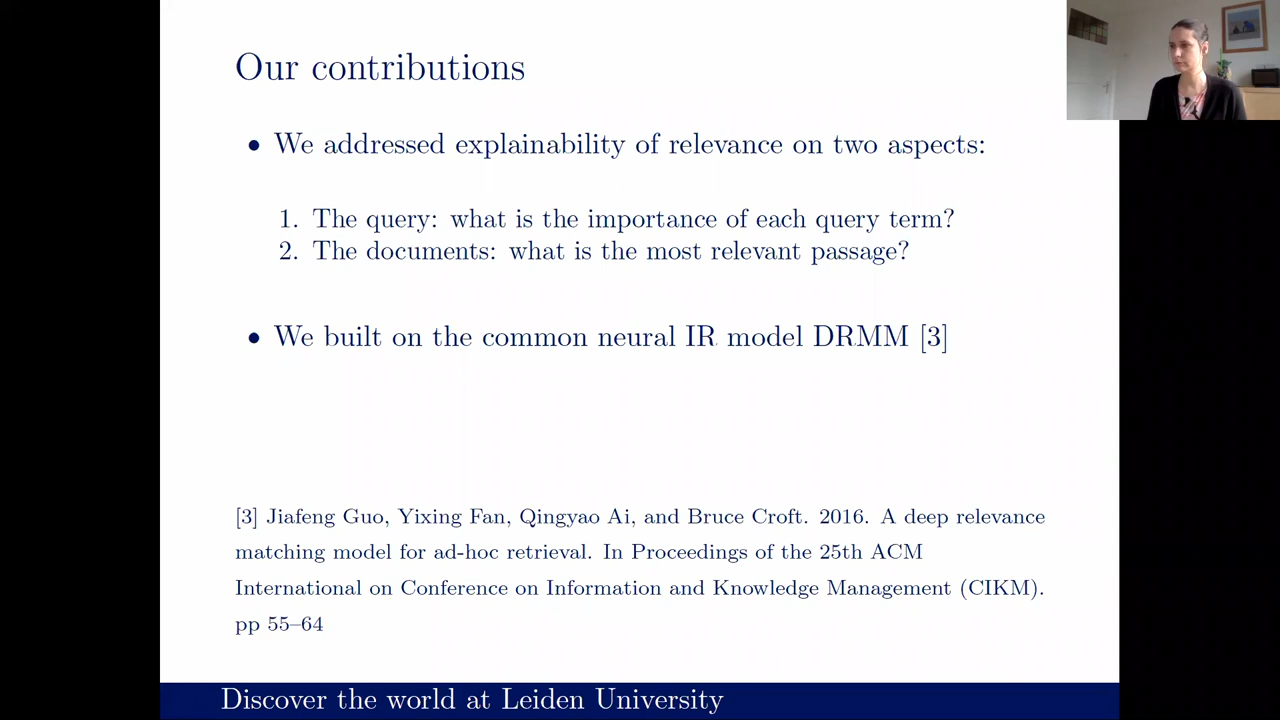 Our contributions
• We addressed explainability of relevance on two aspects:
1. The query: what is the importance of each query term?
2. The documents: what is the most relevant passage?
• We built on the common neural IR model DRMM [3]
[3] Jiafeng Guo, Yixing Fan, Qingyao Ai, and Bruce Croft. 2016. A deep relevance
matching model for ad-hoc retrieval. In Proceedings of the 25th ACM
International on Conference on Information and Knowledge Management (CIKM).
pp 55–64
Discover the world at Leiden University